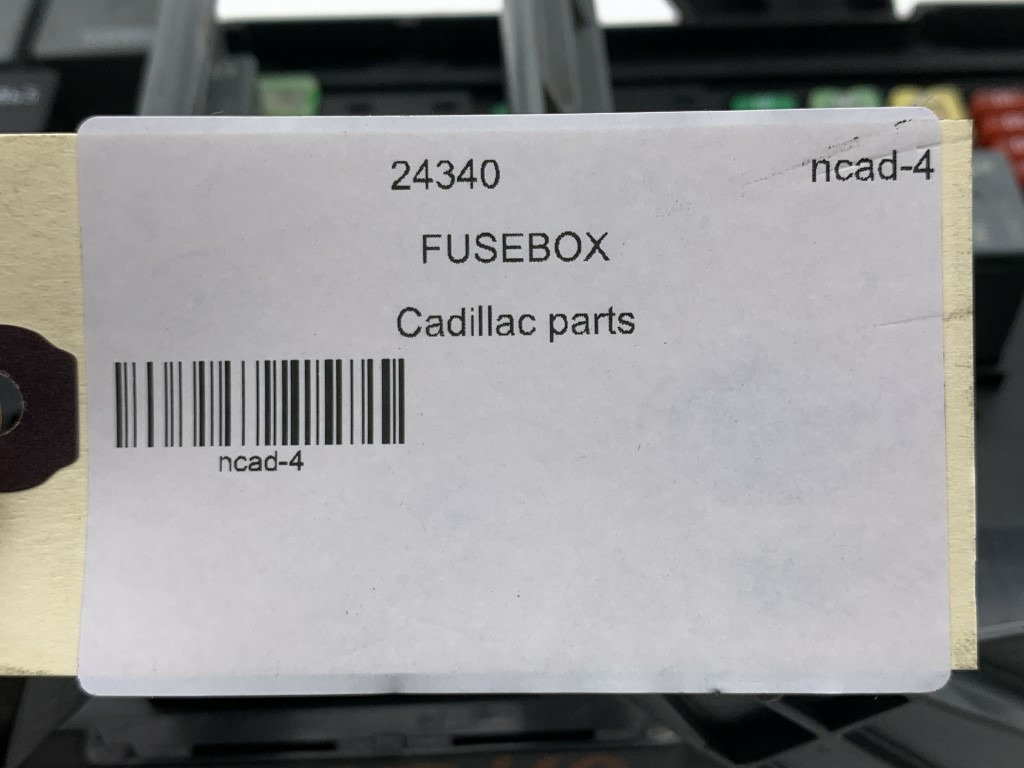 24340 ncad-4
FUSEBOX
Cadillac parts
ncad-4